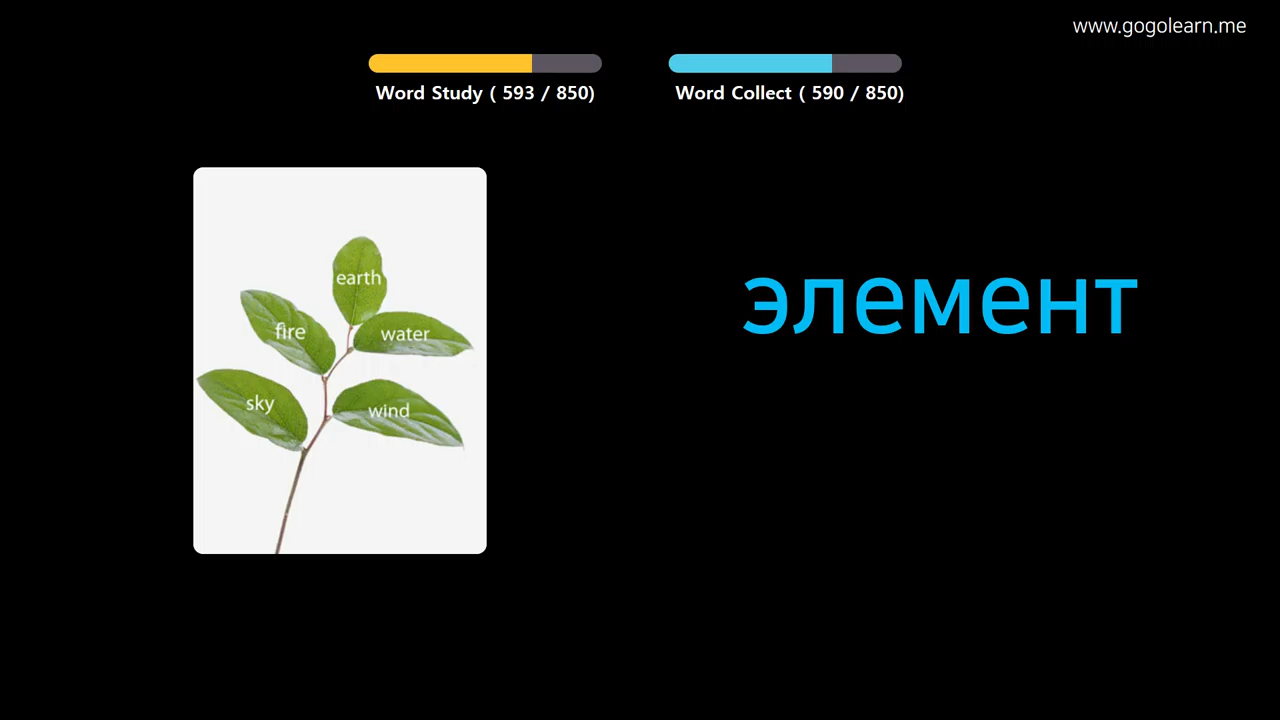 www.gogolearn.me
Word Study ( 593 / 850)
Word Collect ( 590 / 850)
earth
fire
water
sky
wind
элемент